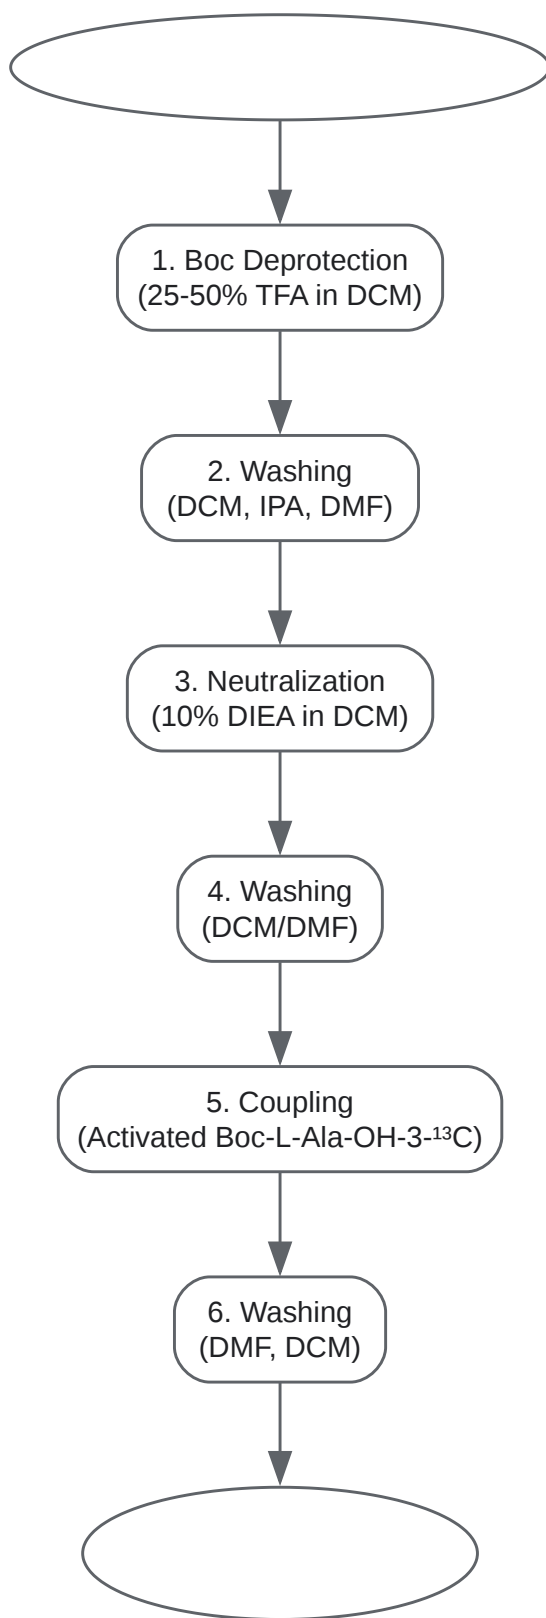 1. Boc Deprotection
(25-50% TFA in DCM)
2. Washing
(DCM, IPA, DMF)
3. Neutralization
(10% DIEA in DCM)
4. Washing
(DCM/DMF)
5. Coupling
(Activated Boc-L-Ala-OH-3-¹³C)
6. Washing
(DMF, DCM)